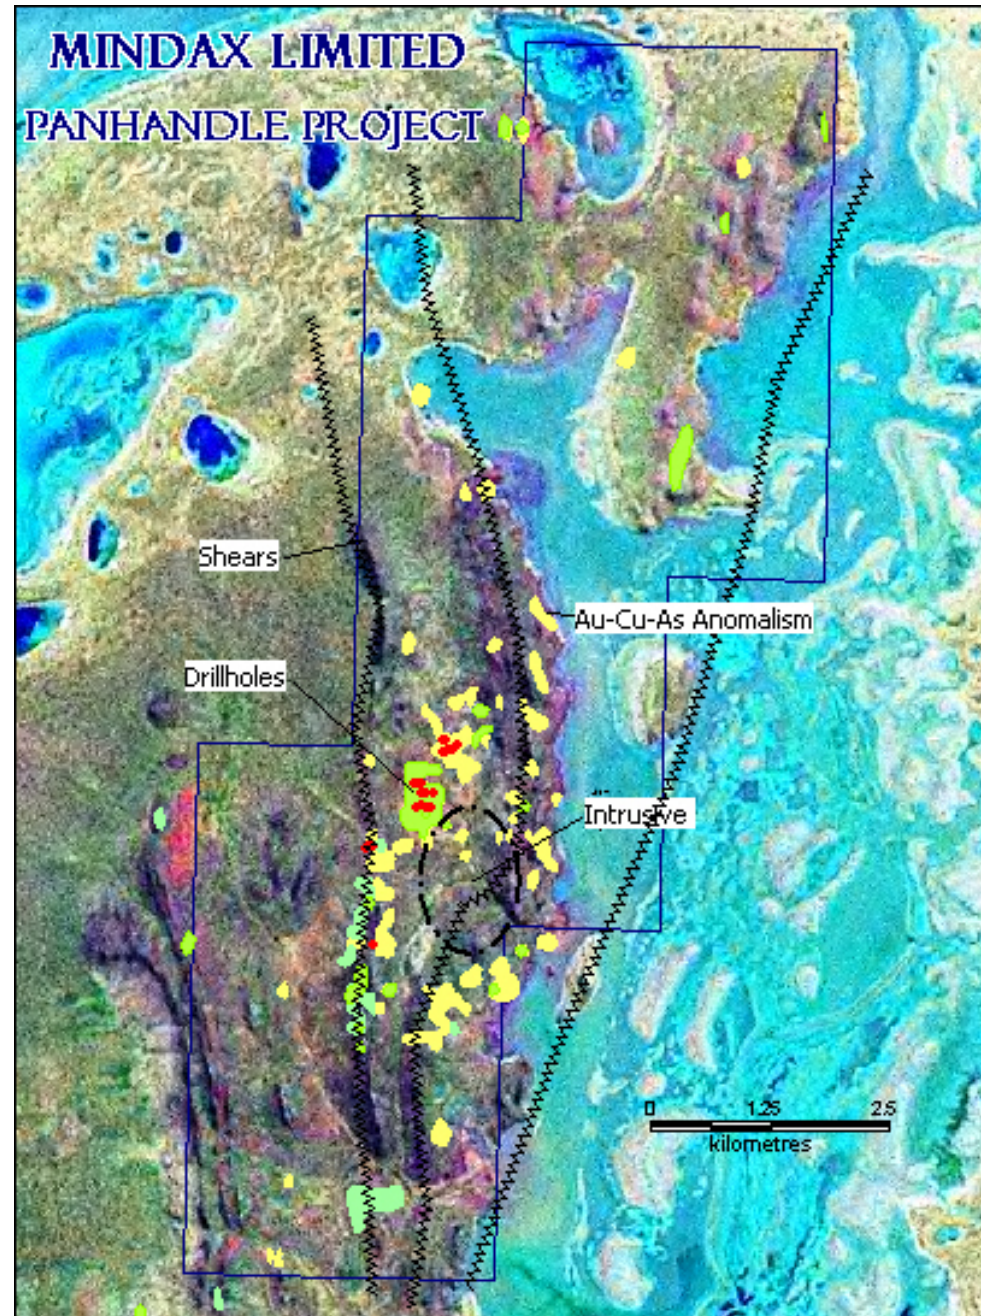 MINDAX LIMITED
PANHANDLE PROJECT
Shears
Au-Cu-As Anomalism
Drillholes
Intrusive
0 1.25 2.5
kilometres